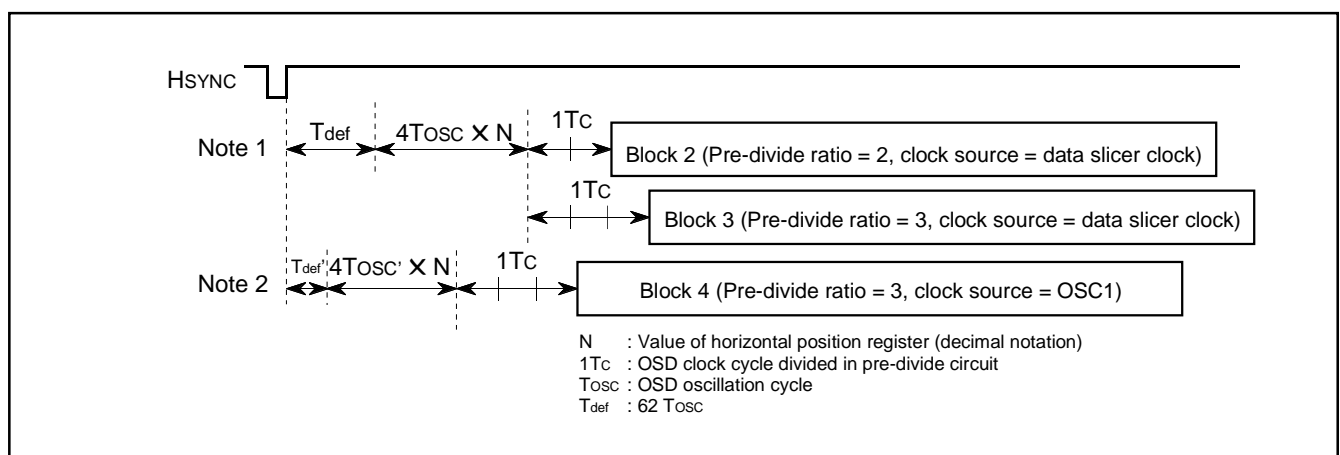 HSYNC
Note 1
Tdef
4TOSC X N
1TC
Block 2 (Pre-divide ratio = 2, clock source = data slicer clock)
1TC
Block 3 (Pre-divide ratio = 3, clock source = data slicer clock)
Note 2
Tdef'
4TOSC' X N
1TC
Block 4 (Pre-divide ratio = 3, clock source = OSC1)
N : Value of horizontal position register (decimal notation)
1TC : OSD clock cycle divided in pre-divide circuit
TOSC : OSD oscillation cycle
Tdef : 62 TOSC